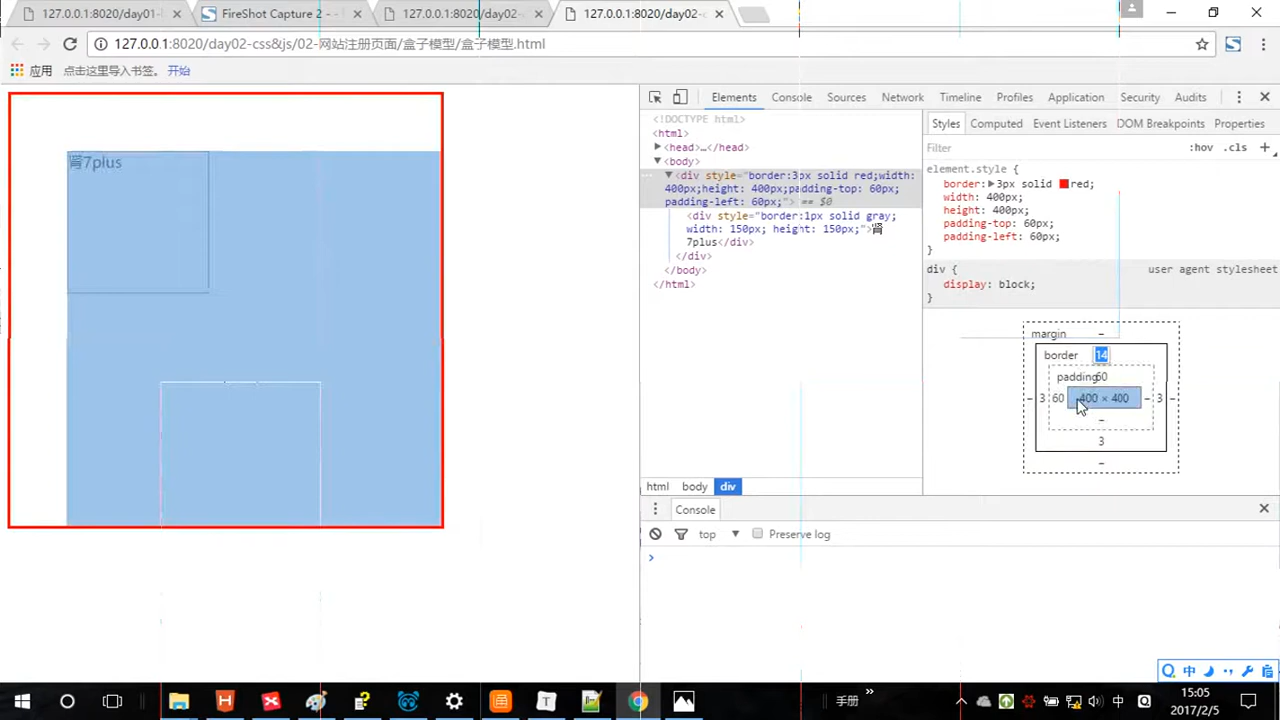 127.0.0.1:8020/day01-
FireShot Capture 2 -
127.0.0.1:8020/day02-
127.0.0.1:8020/day02-c
127.0.0.1:8020/day02-css&js/02-网站注册页面/盒子模型/盒子模型.html
应用 点击这里导入书签。 开始
肾7plus
Elements Console Sources Network Timeline Profiles Application Security Audits
<!DOCTYPE html>
<html>
<head>…</head>
<body>
<div style="border:3px solid red;width:
400px;height: 400px;padding-top: 60px;
padding-left: 60px;"> == $0
<div style="border:1px solid gray;
width: 150px; height: 150px;">肾
7plus</div>
</div>
</body>
</html>
html body div
Styles Computed Event Listeners DOM Breakpoints Properties
Filter :hov .cls +
element.style {
border: 3px solid red;
width: 400px;
height: 400px;
padding-top: 60px;
padding-left: 60px;
}
div { user agent stylesheet
display: block;
}
margin -
border 14
padding60
- 3 60 400 × 400 - 3 -
-
3
-
Console
top Preserve log
>
中
手册 »
中
15:05
2017/2/5